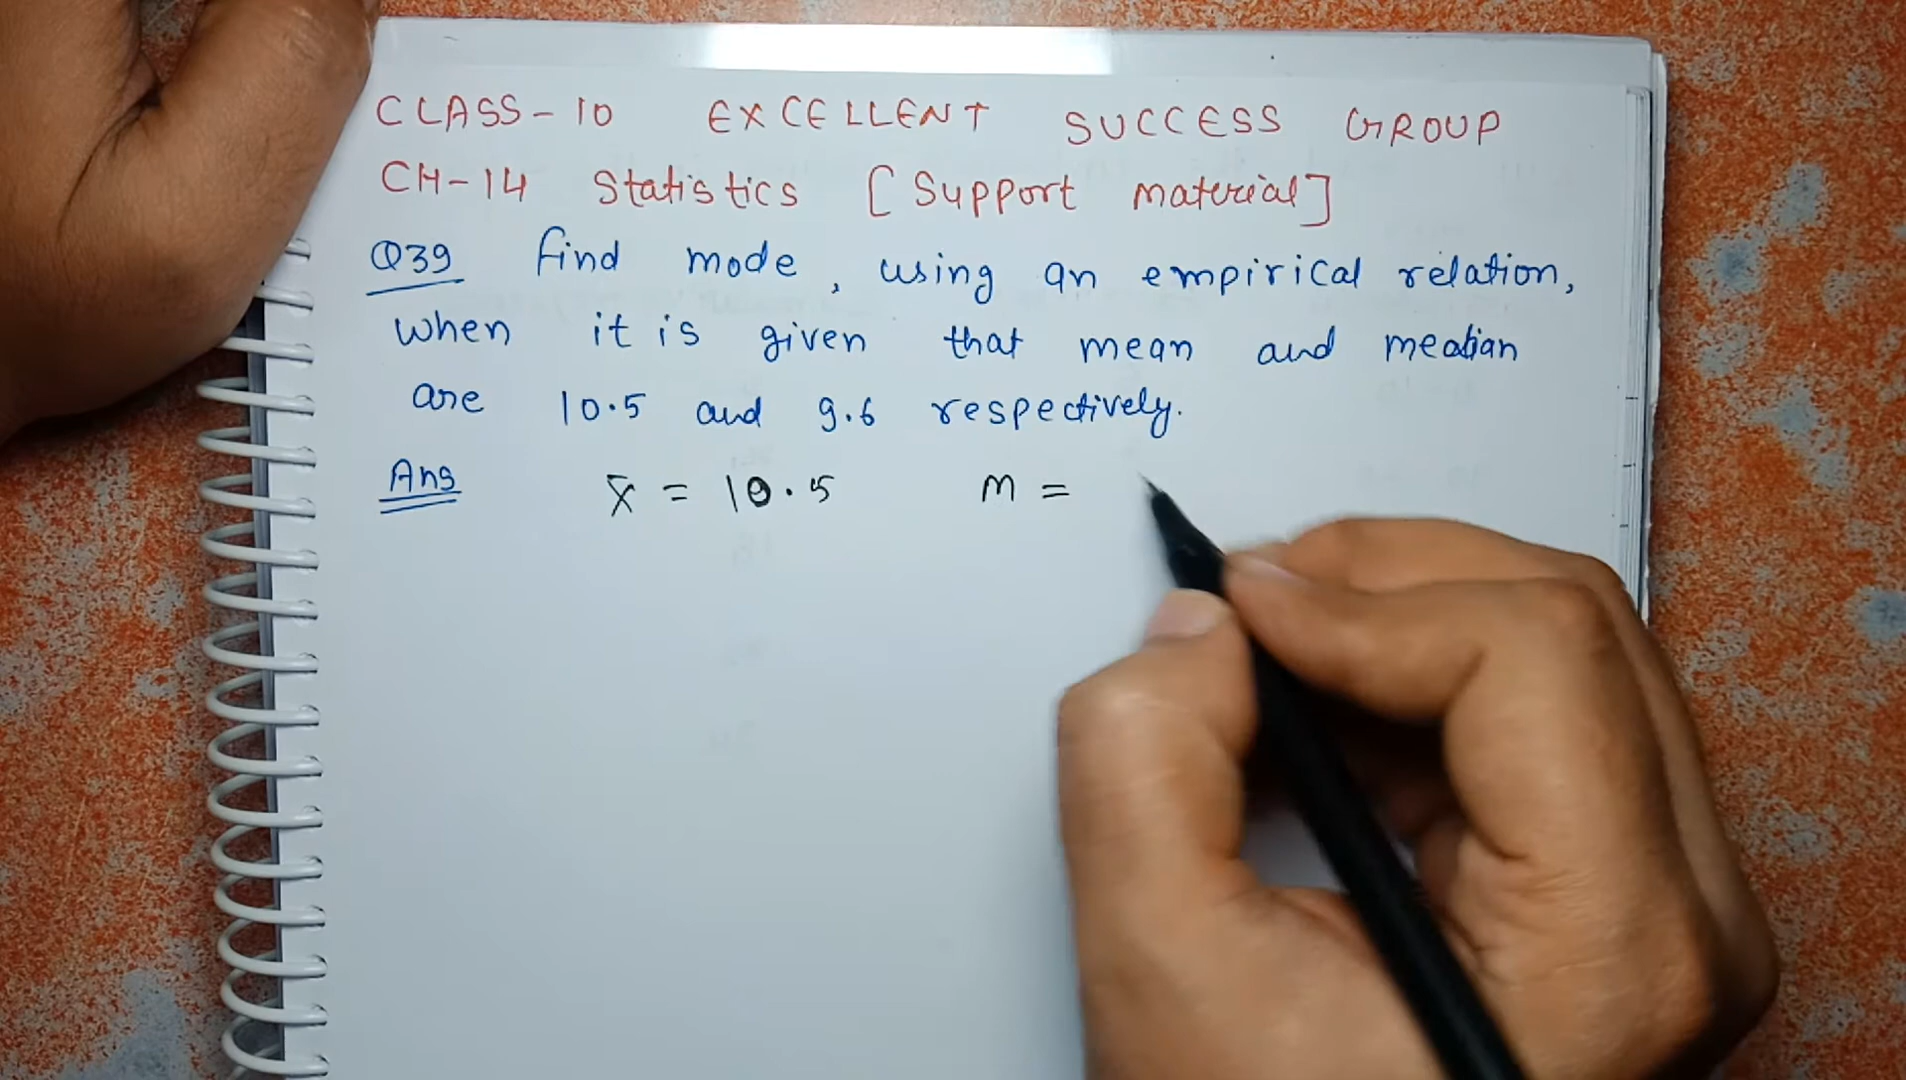 CLASS-10 EXCELLENT SUCCESS GROUP
CH-14 Statistics [Support material]
Q39 find mode, using an empirical relation,
when it is given that mean and median
are 10.5 and 9.6 respectively.
Ans x̄ = 10.5 M =